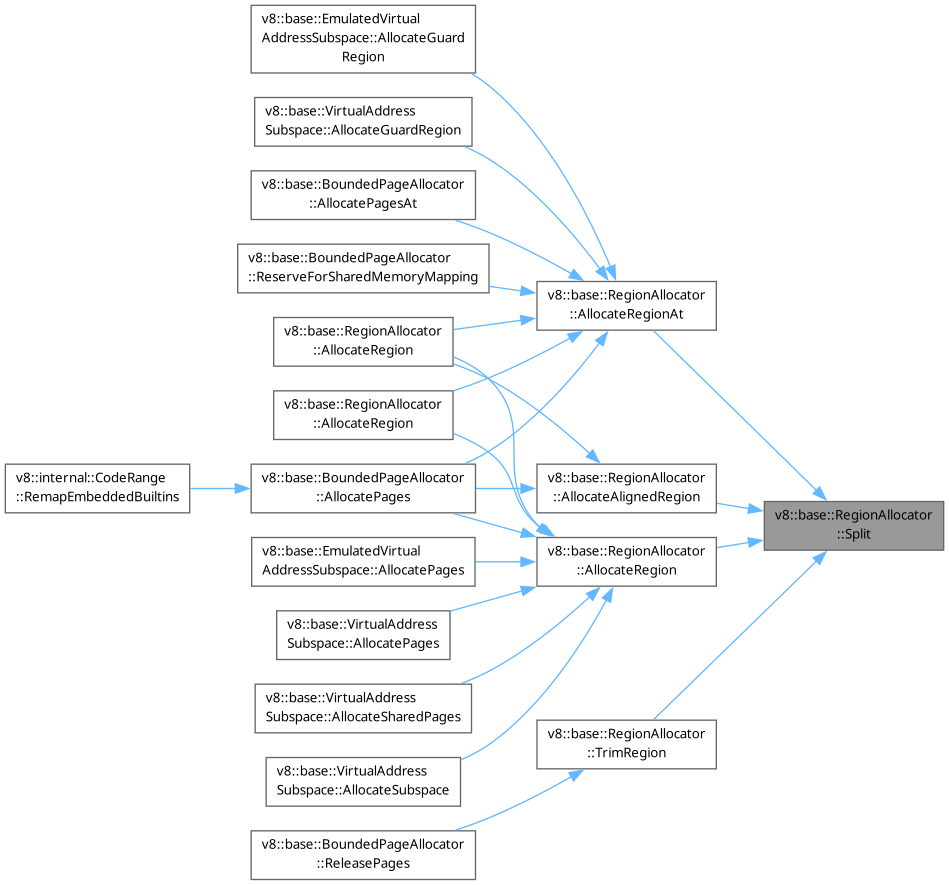 v8::base::EmulatedVirtual
AddressSubspace::AllocateGuard
Region
v8::base::VirtualAddress
Subspace::AllocateGuardRegion
v8::base::BoundedPageAllocator
::AllocatePagesAt
v8::base::BoundedPageAllocator
::ReserveForSharedMemoryMapping
v8::base::RegionAllocator
::AllocateRegionAt
v8::base::RegionAllocator
::AllocateRegion
v8::base::RegionAllocator
::AllocateRegion
v8::internal::CodeRange
::RemapEmbeddedBuiltins
v8::base::BoundedPageAllocator
::AllocatePages
v8::base::RegionAllocator
::AllocateAlignedRegion
v8::base::RegionAllocator
::Split
v8::base::EmulatedVirtual
AddressSubspace::AllocatePages
v8::base::RegionAllocator
::AllocateRegion
v8::base::VirtualAddress
Subspace::AllocatePages
v8::base::VirtualAddress
Subspace::AllocateSharedPages
v8::base::RegionAllocator
::TrimRegion
v8::base::VirtualAddress
Subspace::AllocateSubspace
v8::base::BoundedPageAllocator
::ReleasePages